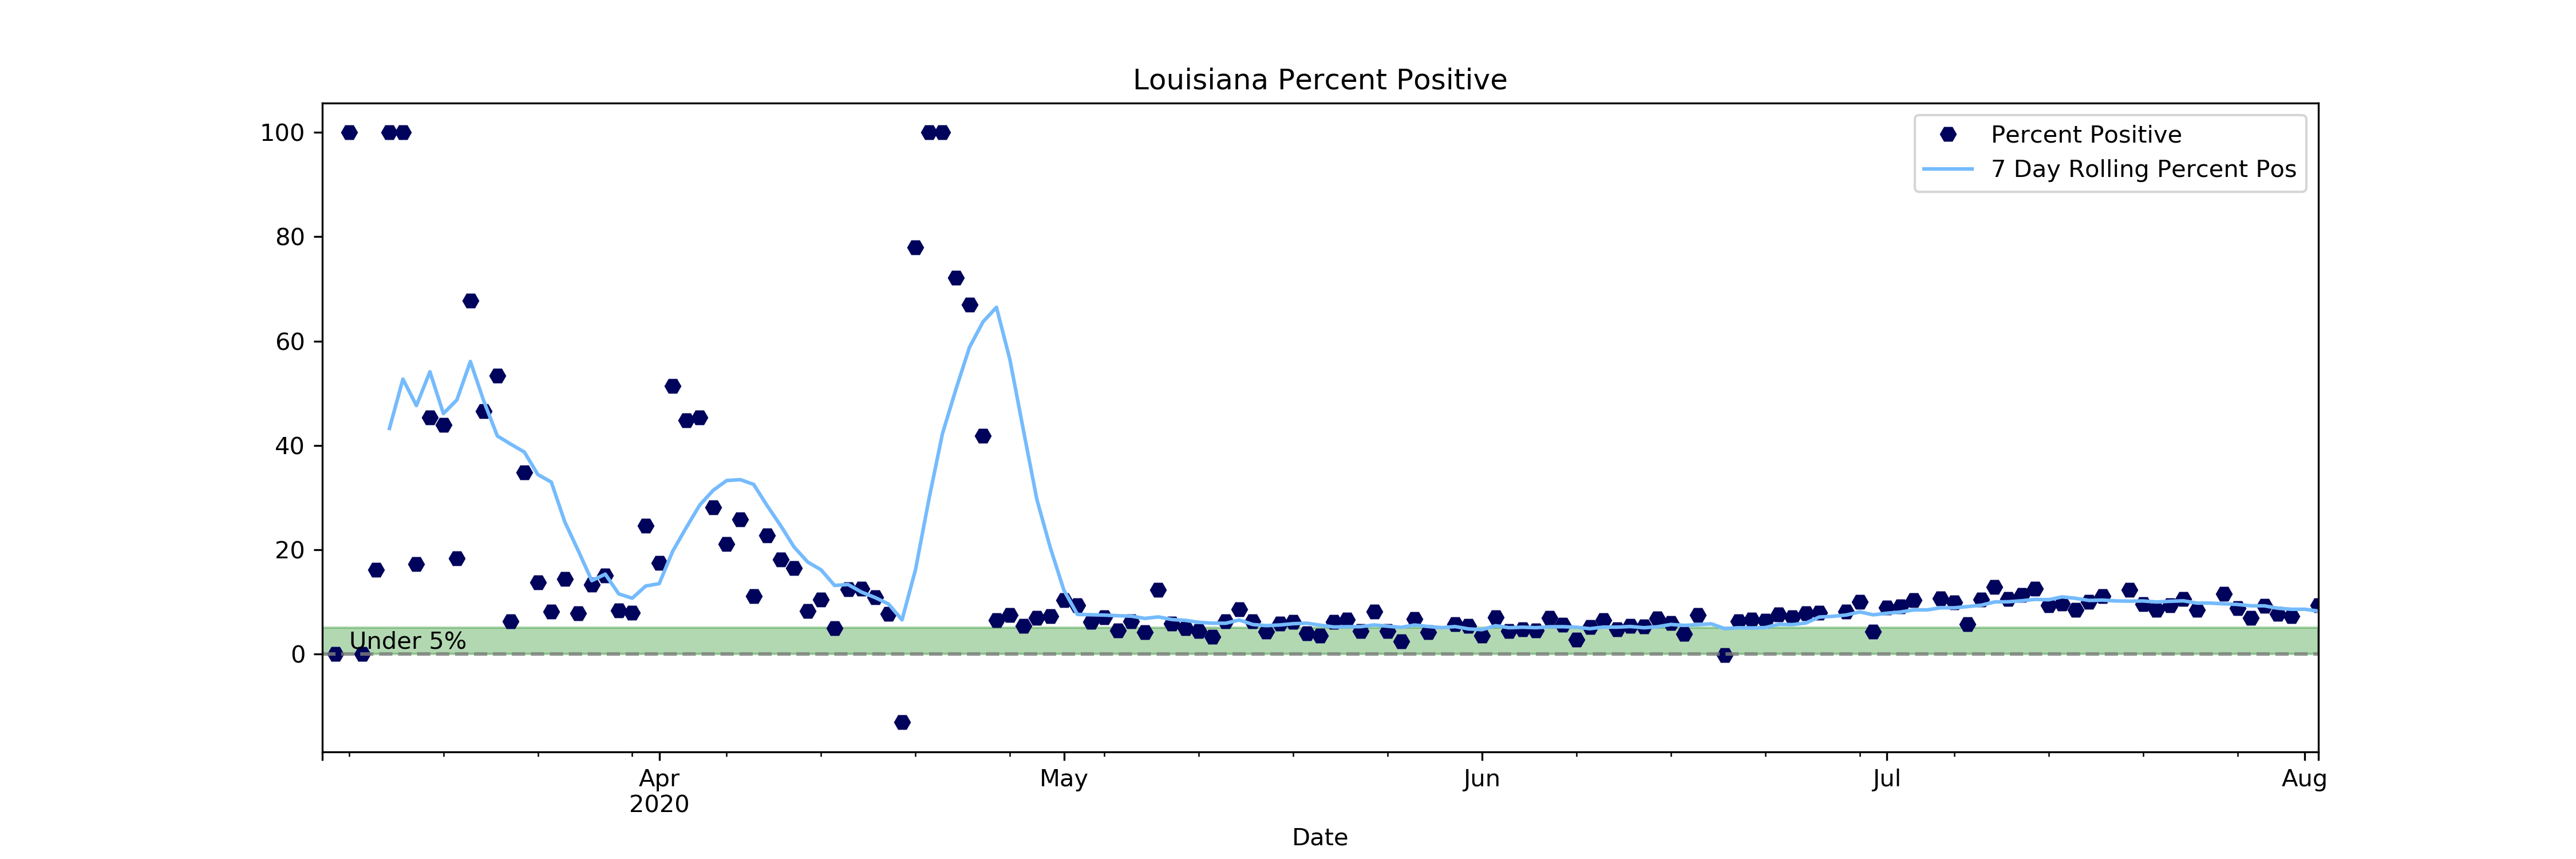 Louisiana Percent Positive
100
80
60
40
20
0
Percent Positive
7 Day Rolling Percent Pos
Under 5%
Apr
2020
May
Jun
Jul
Aug
Date